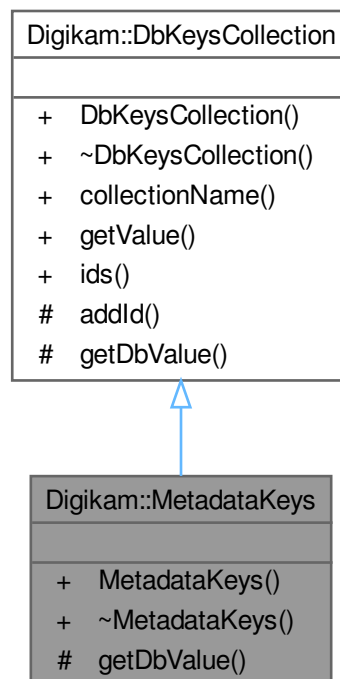 Digikam::DbKeysCollection
+ DbKeysCollection()
+ ~DbKeysCollection()
+ collectionName()
+ getValue()
+ ids()
# addId()
# getDbValue()
Digikam::MetadataKeys
+ MetadataKeys()
+ ~MetadataKeys()
# getDbValue()